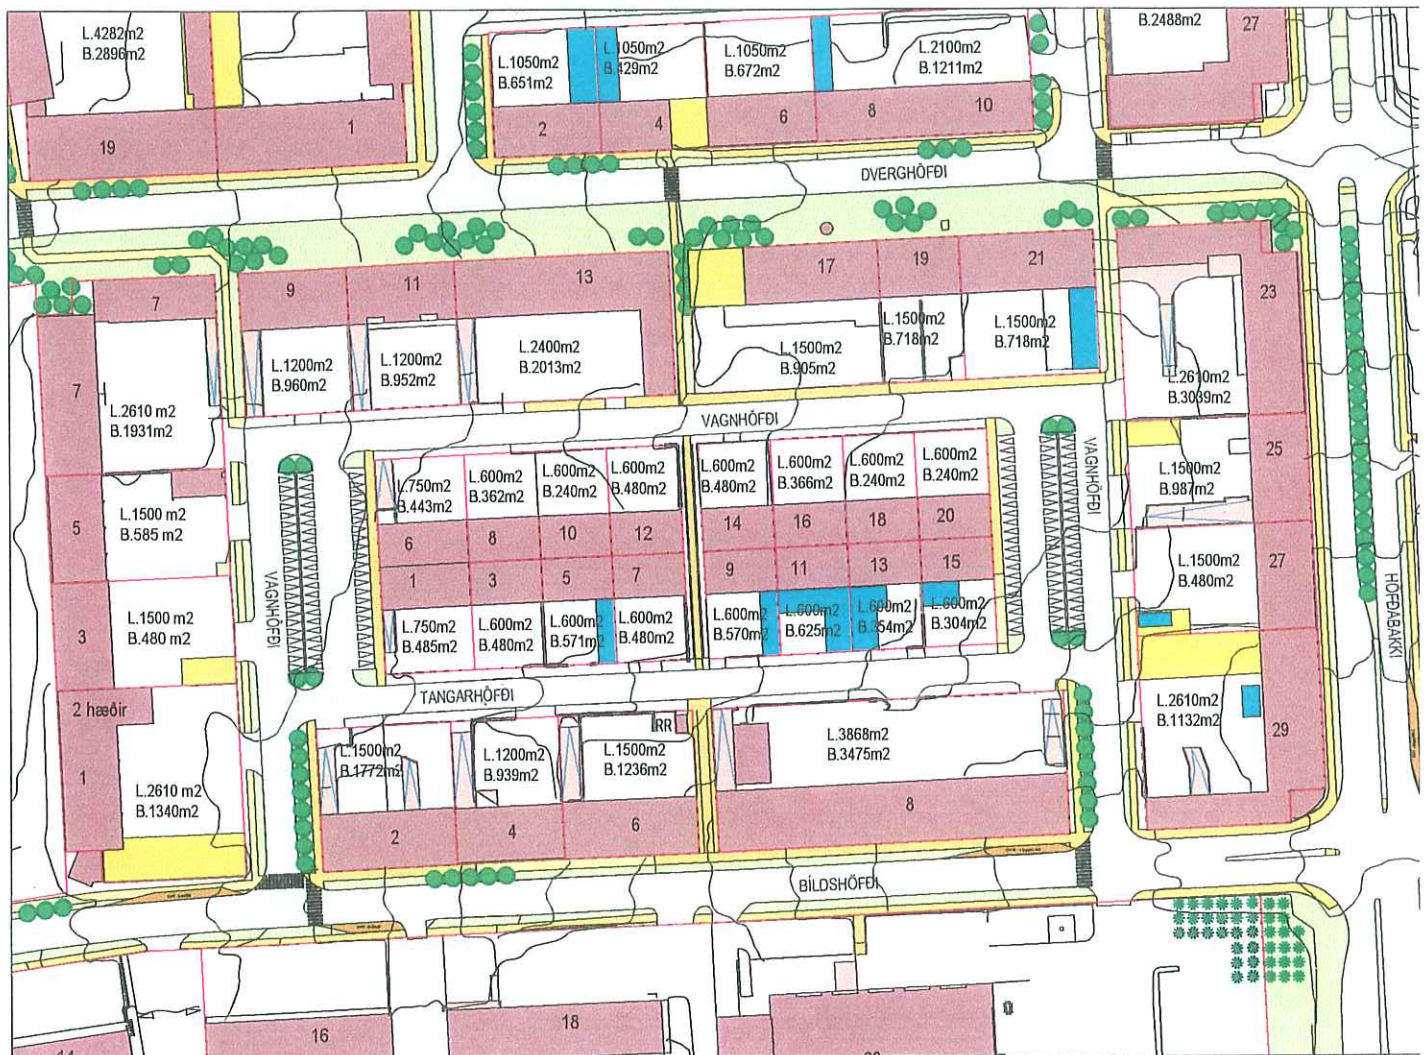 L.4282m2
B.2896m2
19
1
L.1050m2
B.651m2
L.1050m2
B.429m2
L.1050m2
B.672m2
L.2100m2
B.1211m2
B.2488m2
27
2
4
6
8
10
DVERGHÖFÐI
7
9
11
13
17
19
21
23
7
L.2610 m2
B.1931m2
L.1200m2
B.960m2
L.1200m2
B.952m2
L.2400m2
B.2013m2
L.1500m2
B.905m2
L.1500m2
B.718m2
L.1500m2
B.718m2
L.2610m2
B.3039m2
VAGNHÖFÐI
5
L.1500 m2
B.585 m2
VAGNHÖFÐI
L.750m2
B.443m2
L.600m2
B.362m2
L.600m2
B.240m2
L.600m2
B.480m2
L.600m2
B.480m2
L.600m2
B.366m2
L.600m2
B.240m2
L.600m2
B.240m2
VAGNHÖFÐI
L.1500m2
B.987m2
25
6
8
10
12
14
16
18
20
1
3
5
7
9
11
13
15
3
L.1500 m2
B.480 m2
L.750m2
B.485m2
L.600m2
B.480m2
L.600m2
B.571m2
L.600m2
B.480m2
L.600m2
B.570m2
L.600m2
B.625m2
L.600m2
B.354m2
L.600m2
B.304m2
L.1500m2
B.480m2
27
HÖFÐABAKKI
TANGARHÖFÐI
2 hæðir
1
L.2610 m2
B.1340m2
L.1500m2
B.1772m2
L.1200m2
B.939m2
L.1500m2
B.1236m2
RR
L.3868m2
B.3475m2
L.2610m2
B.1132m2
29
2
4
6
8
BÍLDSHÖFÐI
16
18